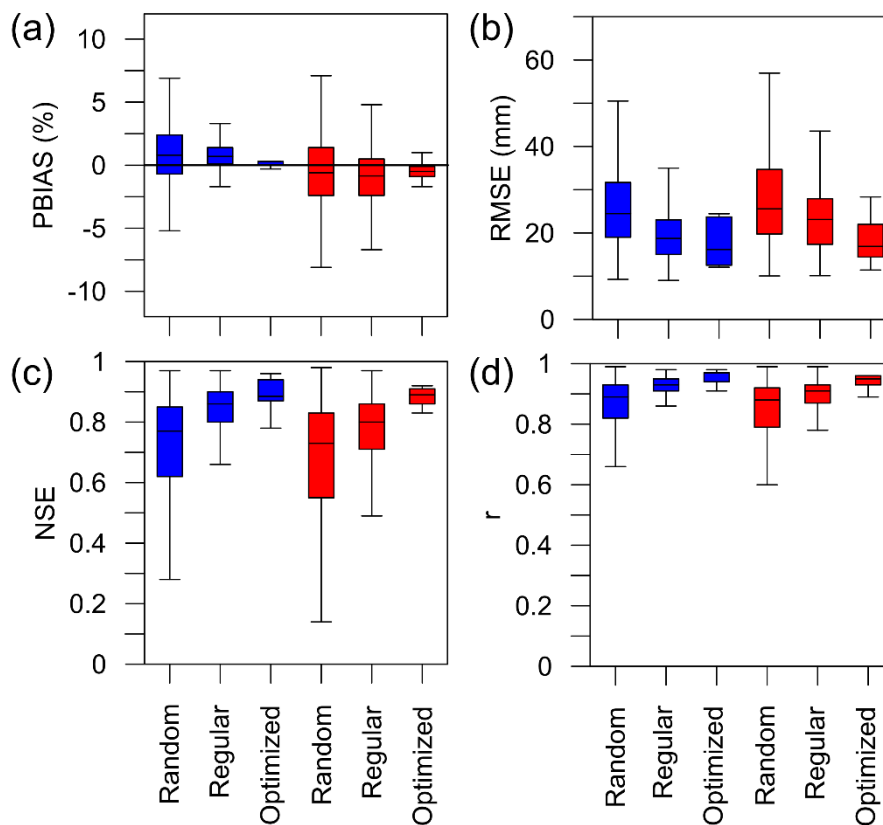 (a)
PBIAS (%)
10
5
0
-5
-10
(b)
RMSE (mm)
60
40
20
0
(c)
NSE
1
0.8
0.6
0.4
0.2
0
(d)
r
1
0.8
0.6
0.4
0.2
0
Random
Regular
Optimized
Random
Regular
Optimized
Random
Regular
Optimized
Random
Regular
Optimized